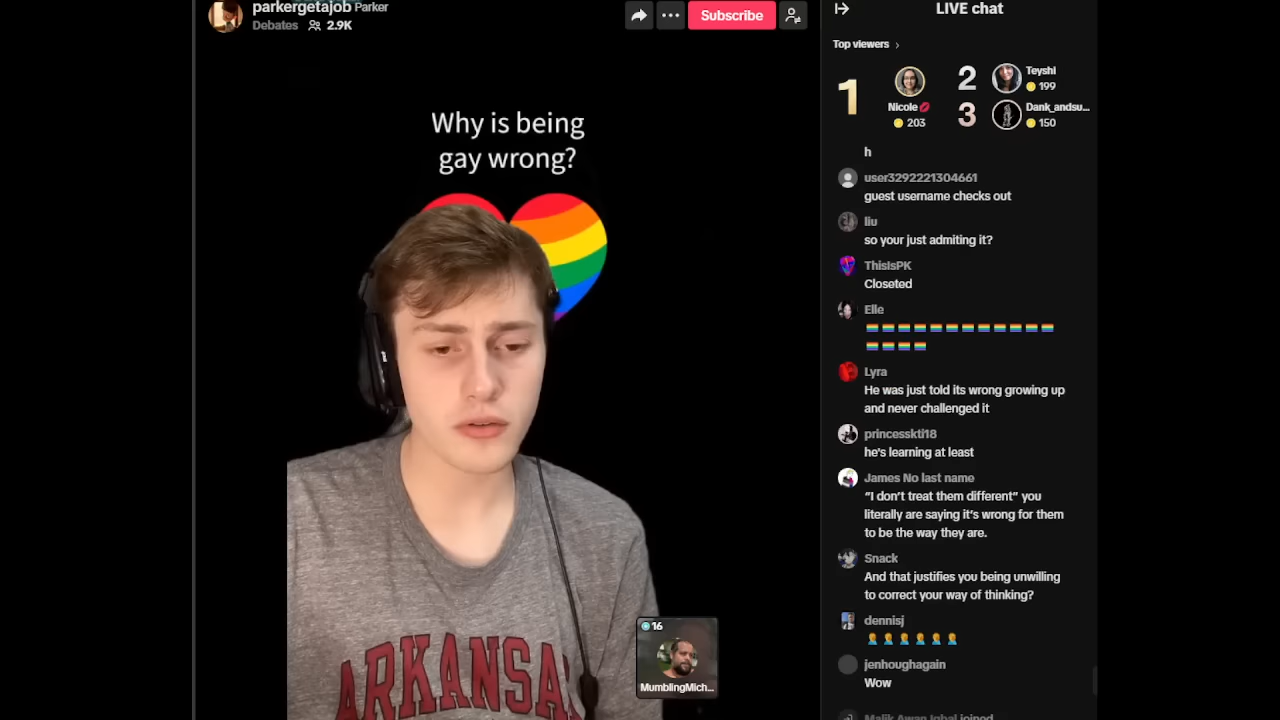 parkergetajob Parker
Debates 2.9K
Subscribe
Why is being
gay wrong?
ARKANSAS
16
MumblingMich...
LIVE chat
Top viewers
1
Nicole
203
2
Teyshi
199
3
Dank_andsu...
150
h
user3292221304661
guest username checks out
liu
so your just admiting it?
ThisIsPK
Closeted
Elle
Lyra
He was just told its wrong growing up
and never challenged it
princesskti18
he's learning at least
James No last name
“I don’t treat them different” you
literally are saying it’s wrong for them
to be the way they are.
Snack
And that justifies you being unwilling
to correct your way of thinking?
dennisj
jenhoughagain
Wow
Malik Awan Iqbal joined